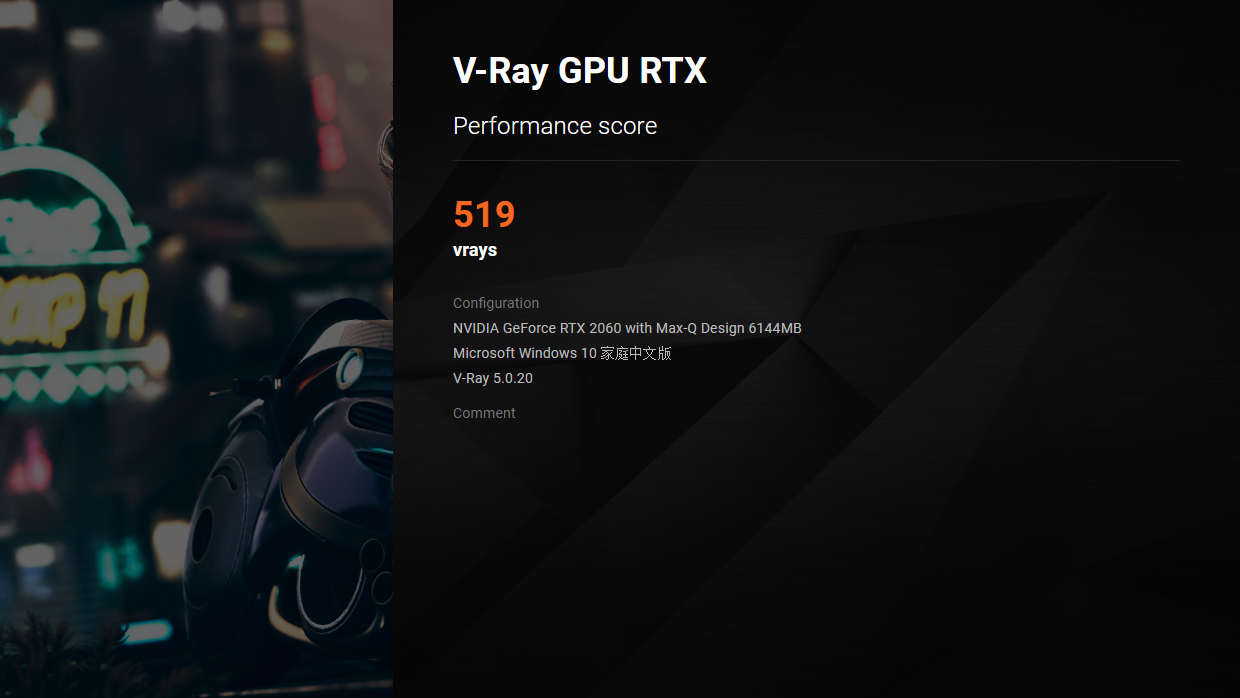 V-Ray GPU RTX
Performance score
519
vrays
Configuration
NVIDIA GeForce RTX 2060 with Max-Q Design 6144MB
Microsoft Windows 10 家庭中文版
V-Ray 5.0.20
Comment